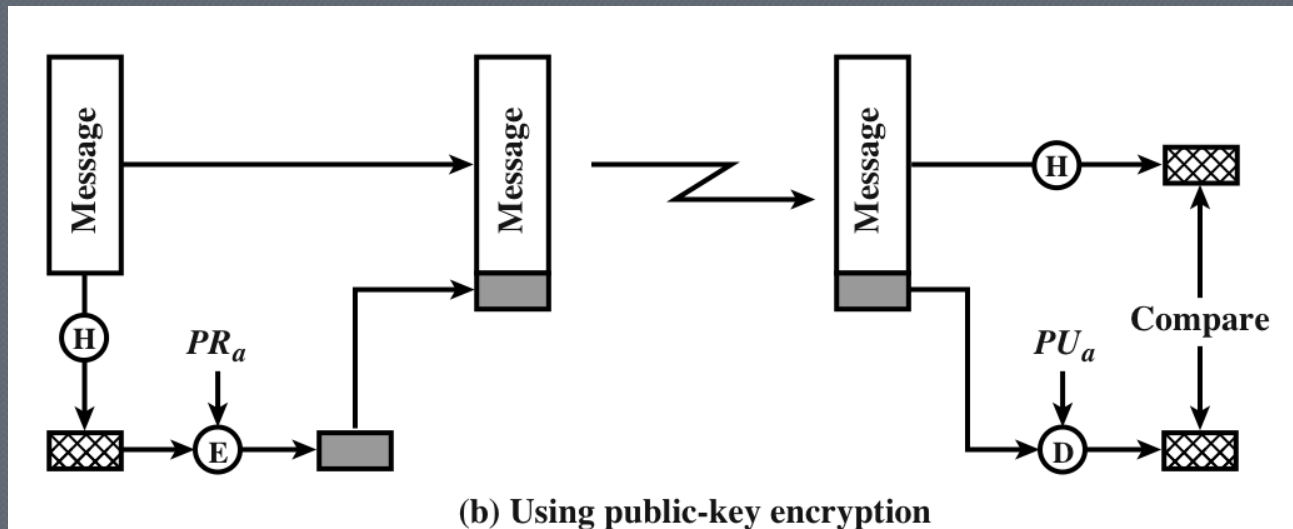 Message
Message
Message
H
H
PRa
PUa
Compare
E
D
(b) Using public-key encryption